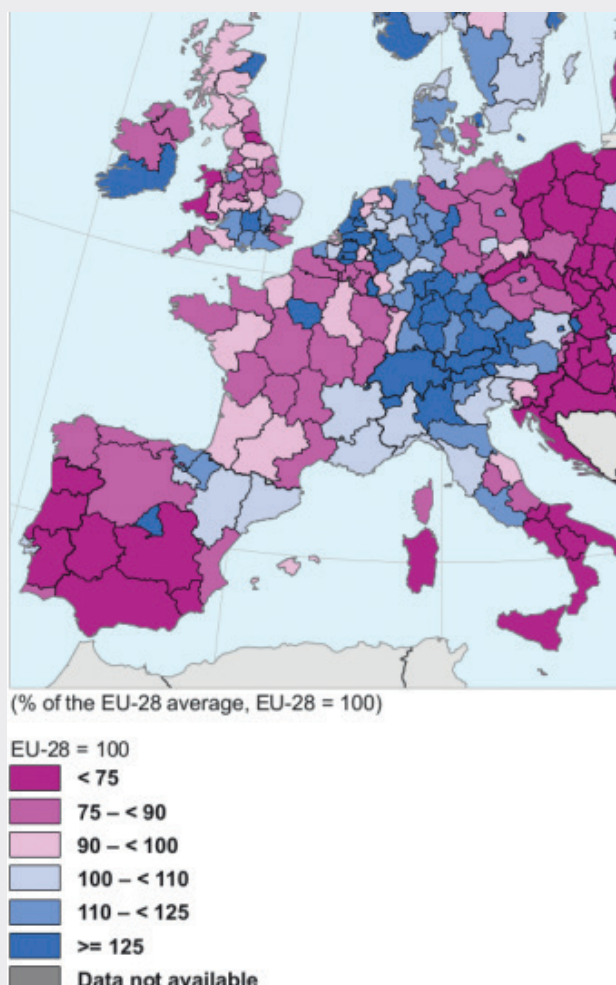 (% of the EU-28 average, EU-28 = 100)
EU-28 = 100
< 75
75 – < 90
90 – < 100
100 – < 110
110 – < 125
>= 125
Data not available